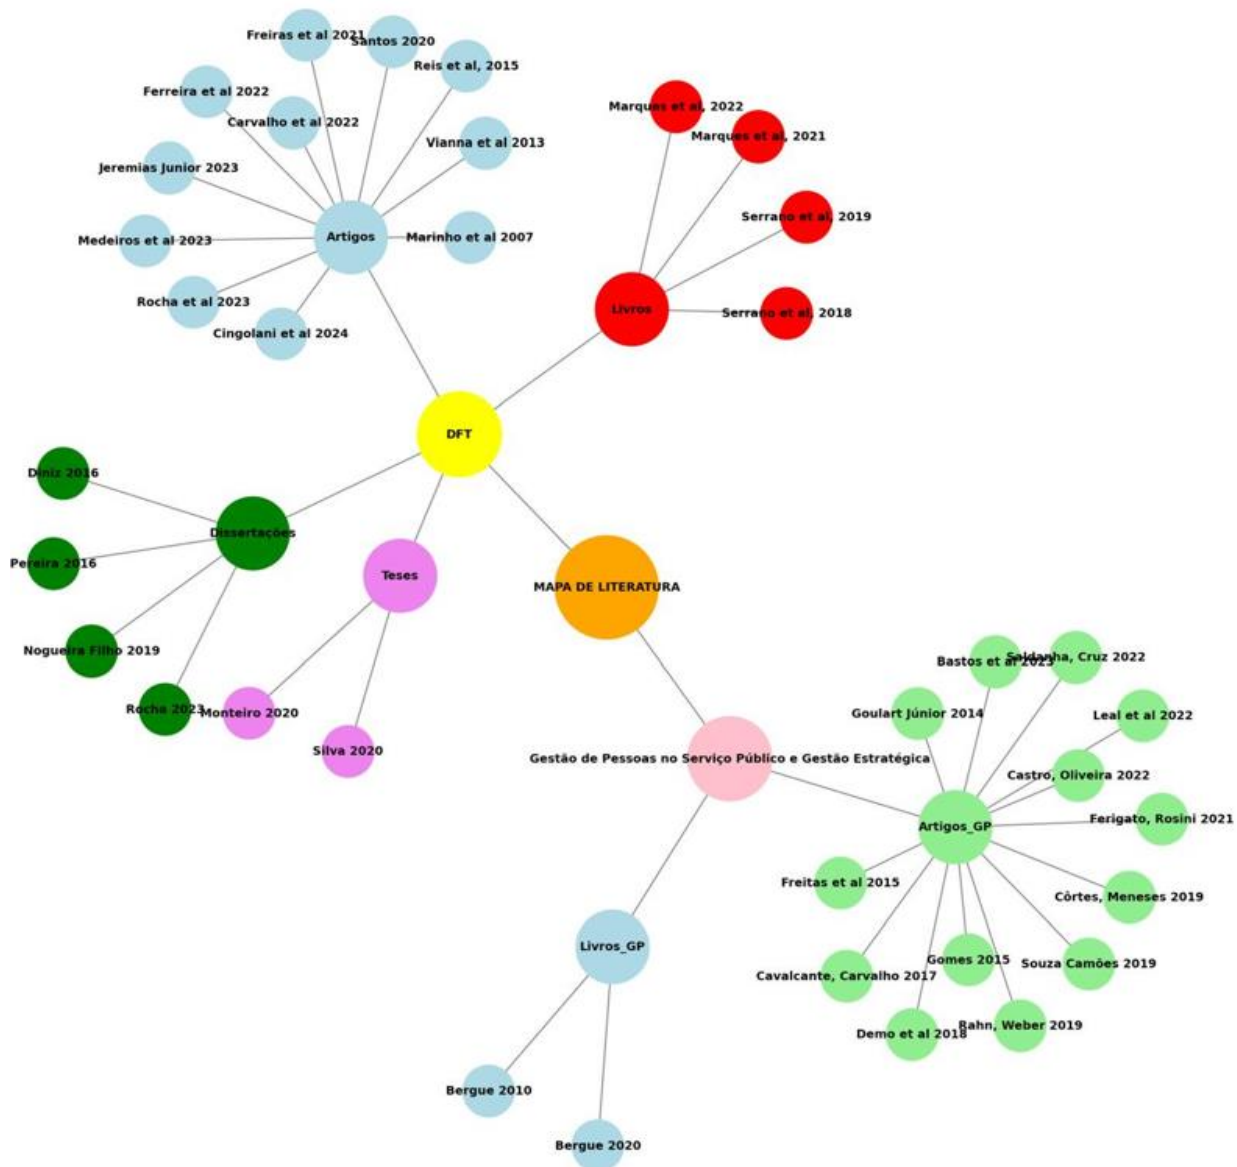 Freiras et al 2021
Santos 2020
Reis et al, 2015
Ferreira et al 2022
Carvalho et al 2022
Vianna et al 2013
Jeremias Junior 2023
Medeiros et al 2023
Artigos
Marinho et al 2007
Rocha et al 2023
Cingolani et al 2024
Marques et al, 2022
Marques et al, 2021
Serrano et al, 2019
Livros
Serrano et al, 2018
DFT
Diniz 2016
Dissertações
Pereira 2016
Nogueira Filho 2019
Rocha 2023
Teses
Monteiro 2020
Silva 2020
MAPA DE LITERATURA
Gestão de Pessoas no Serviço Público e Gestão Estratégica
Bastos et al 2023
Saldanha, Cruz 2022
Goulart Júnior 2014
Leal et al 2022
Castro, Oliveira 2022
Artigos_GP
Ferigato, Rosini 2021
Freitas et al 2015
Côrtes, Meneses 2019
Cavalcante, Carvalho 2017
Gomes 2015
Souza Camões 2019
Demo et al 2018
Rahn, Weber 2019
Livros_GP
Bergue 2010
Bergue 2020